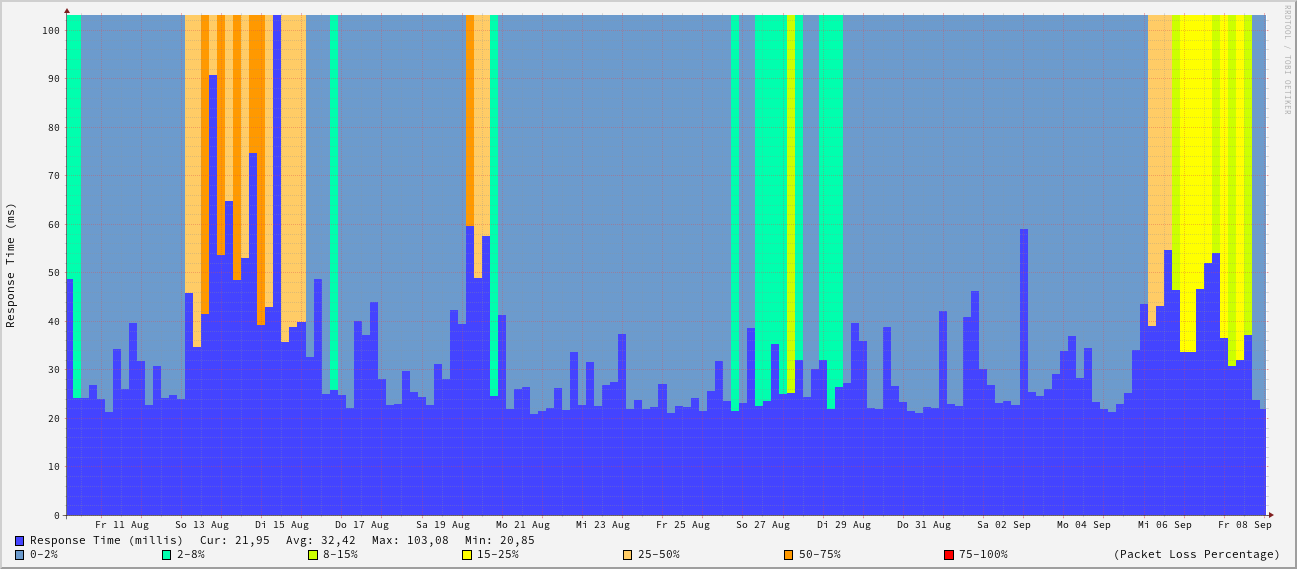 RRDTOOL / TOBI OETIKER
Response Time (ms)
100
90
80
70
60
50
40
30
20
10
0
Fr 11 Aug So 13 Aug Di 15 Aug Do 17 Aug Sa 19 Aug Mo 21 Aug Mi 23 Aug Fr 25 Aug So 27 Aug Di 29 Aug Do 31 Aug Sa 02 Sep Mo 04 Sep Mi 06 Sep Fr 08 Sep
Response Time (millis) Cur: 21,95 Avg: 32,42 Max: 103,08 Min: 20,85
0-2% 2-8% 8-15% 15-25% 25-50% 50-75% 75-100% (Packet Loss Percentage)